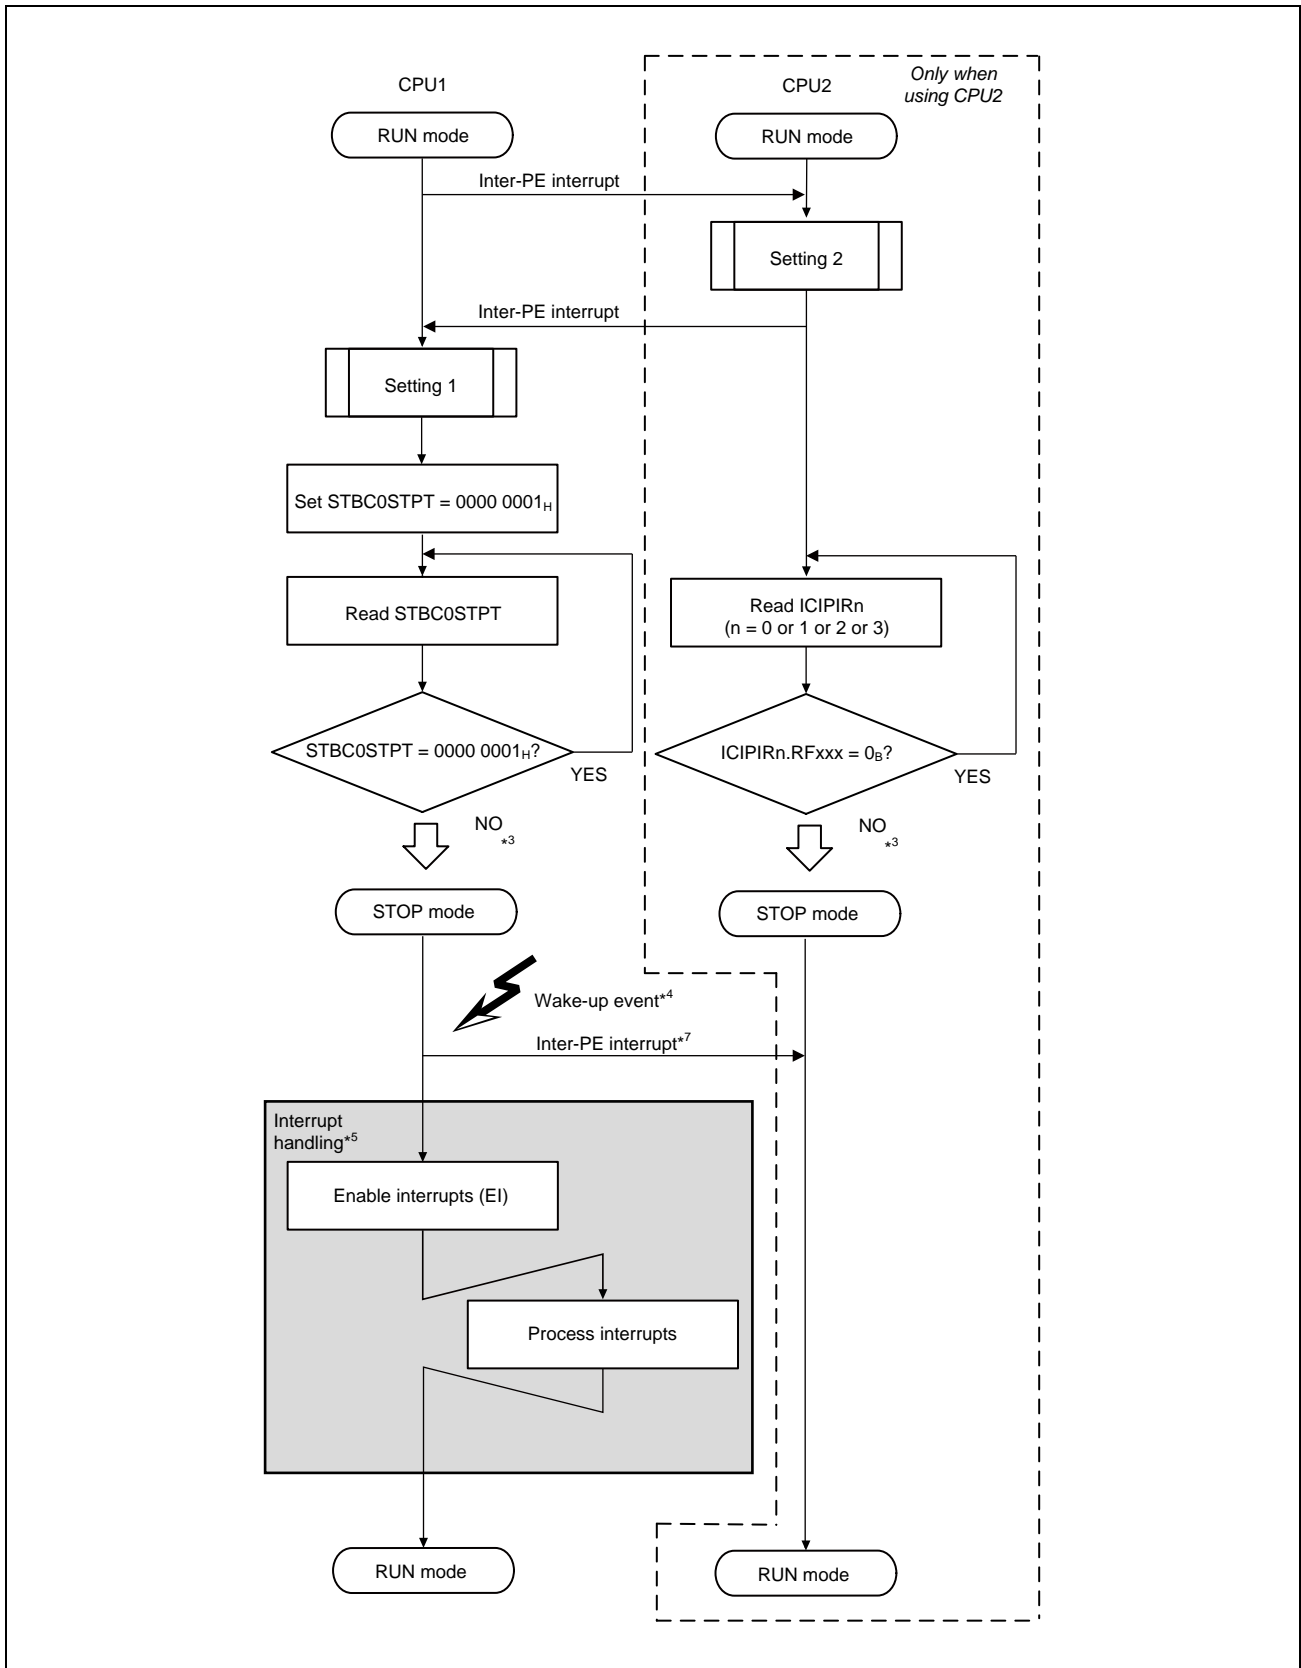 CPU1
CPU2
Only when
using CPU2
RUN mode
RUN mode
Inter-PE interrupt
Setting 2
Inter-PE interrupt
Setting 1
Set STBC0STPT = 0000 0001H
Read STBC0STPT
Read ICIPIRn
(n = 0 or 1 or 2 or 3)
STBC0STPT = 0000 0001H?
YES
ICIPIRn.RFxxx = 0B?
YES
NO
*3
NO
*3
STOP mode
STOP mode
Wake-up event*4
Inter-PE interrupt*7
Interrupt
handling*5
Enable interrupts (EI)
Process interrupts
RUN mode
RUN mode